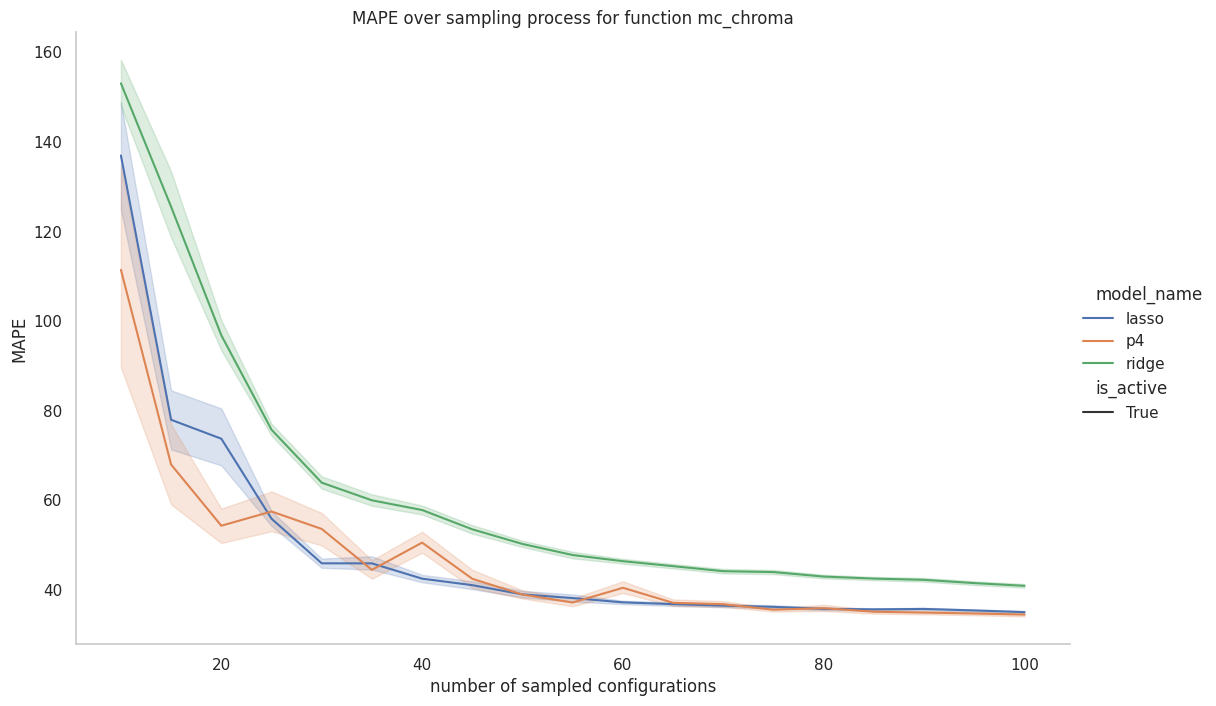 MAPE over sampling process for function mc_chroma
160
140
120
100
80
60
40
MAPE
20
40
60
80
100
number of sampled configurations
model_name
lasso
p4
ridge
is_active
True